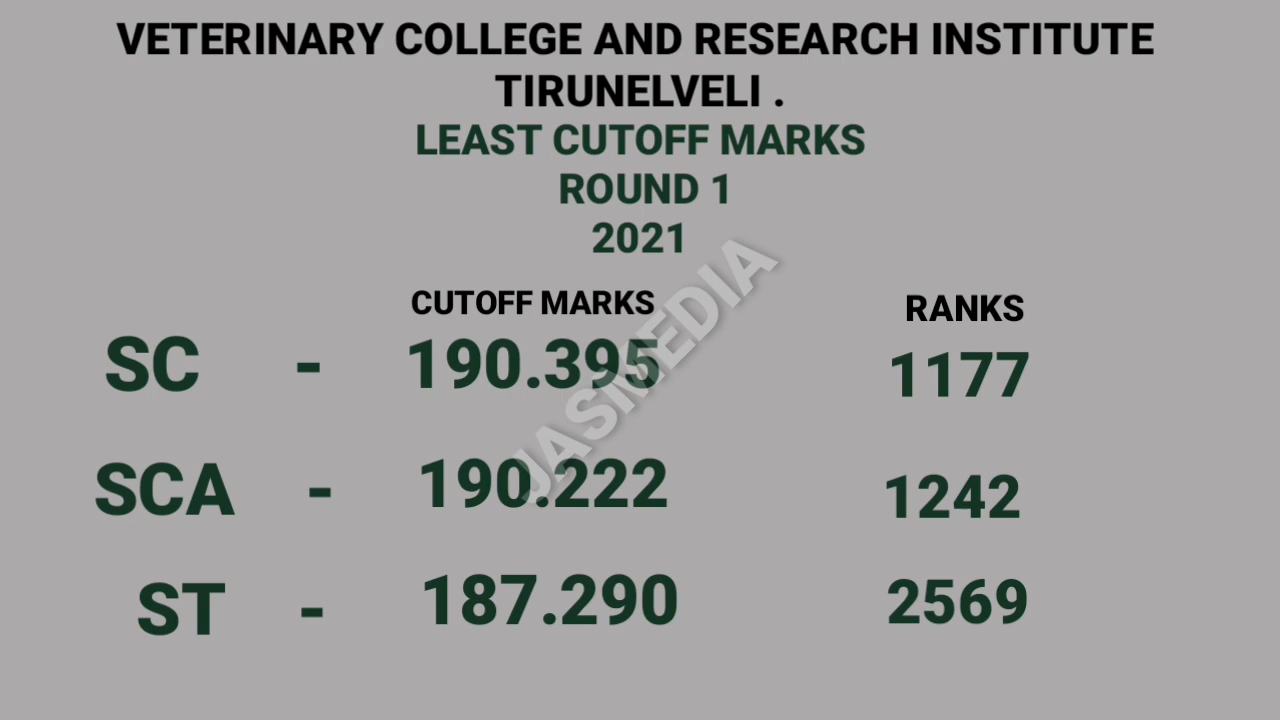 VETERINARY COLLEGE AND RESEARCH INSTITUTE
TIRUNELVELI .
LEAST CUTOFF MARKS
ROUND 1
2021
CUTOFF MARKS RANKS
SC - 190.395 1177
SCA - 190.222 1242
ST - 187.290 2569
JASMEDIA